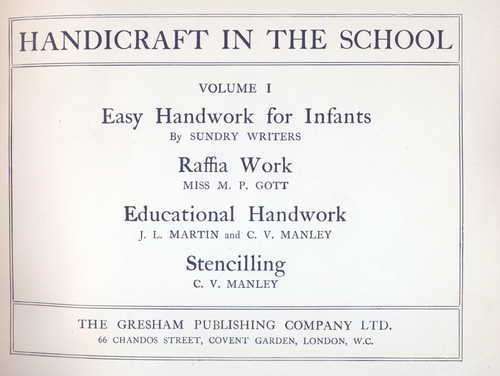 HANDICRAFT IN THE SCHOOL
VOLUME I
Easy Handwork for Infants
By SUNDRY WRITERS
Raffia Work
MISS M. P. GOTT
Educational Handwork
J. L. MARTIN and C. V. MANLEY
Stencilling
C. V. MANLEY
THE GRESHAM PUBLISHING COMPANY LTD.
66 CHANDOS STREET, COVENT GARDEN, LONDON, W.C.